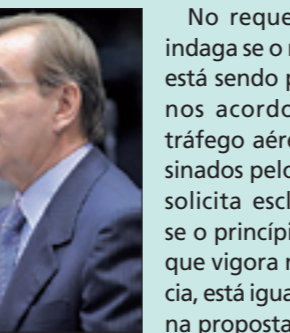 No reque
indaga se o
está sendo
nos acordo
tráfego aér
sinados pelo
solicita escl
se o princípi
que vigora
cia, está igua
na proposta